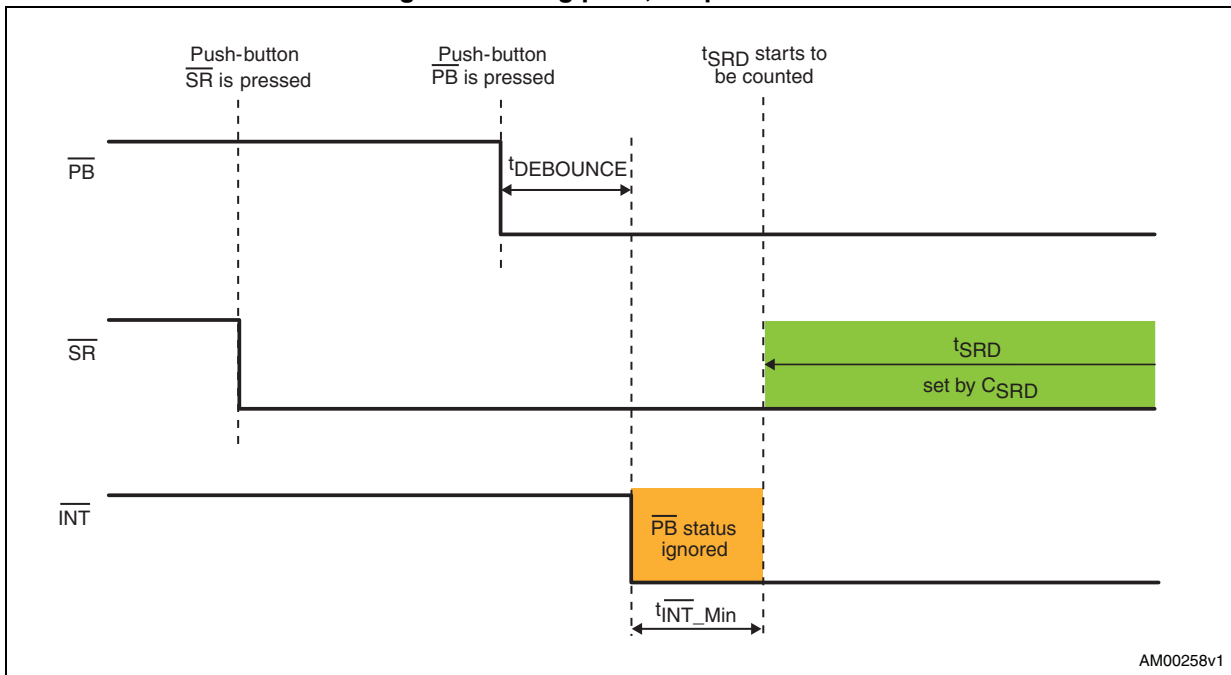 Push-button
SR is pressed
Push-button
PB is pressed
tSRD starts to
be counted
PB
tDEBOUNCE
SR
tSRD
set by CSRD
INT
PB status
ignored
tINT_Min
AM00258v1